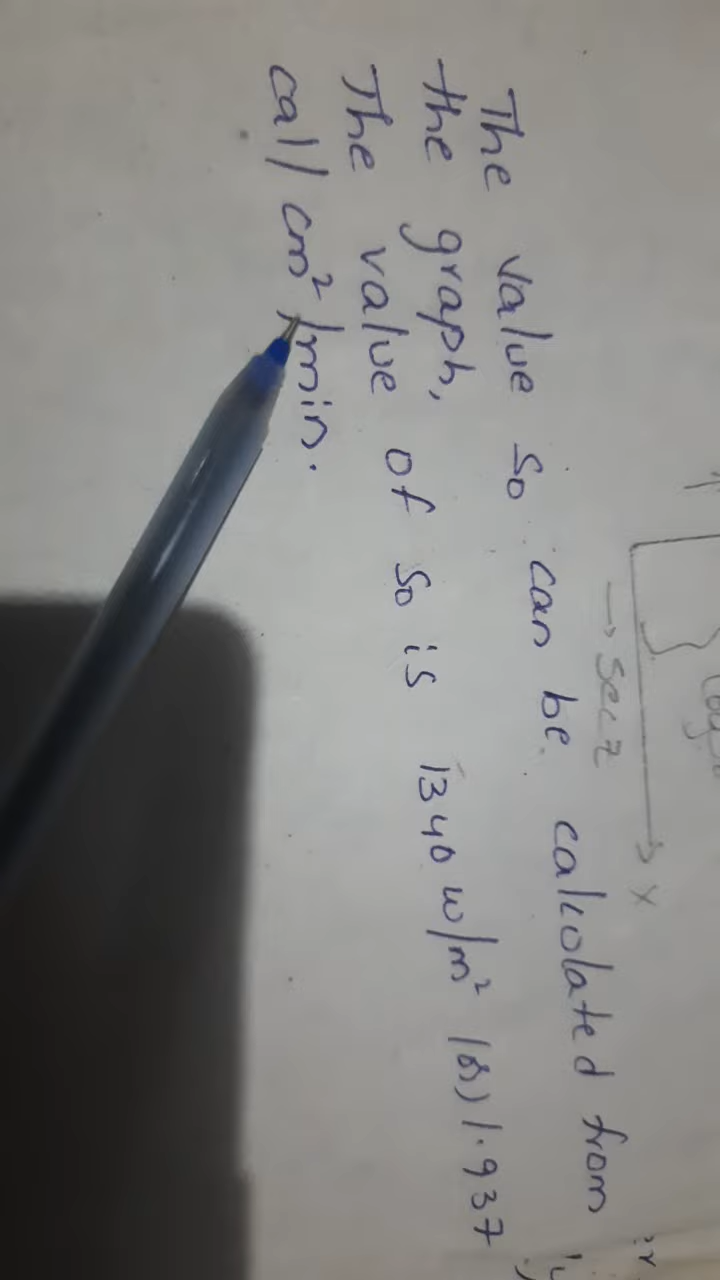 → sec z
x
The value So can be calculated from
the graph,
The value of So is 1340 w/m² (or) 1.937
cal/cm²/min.